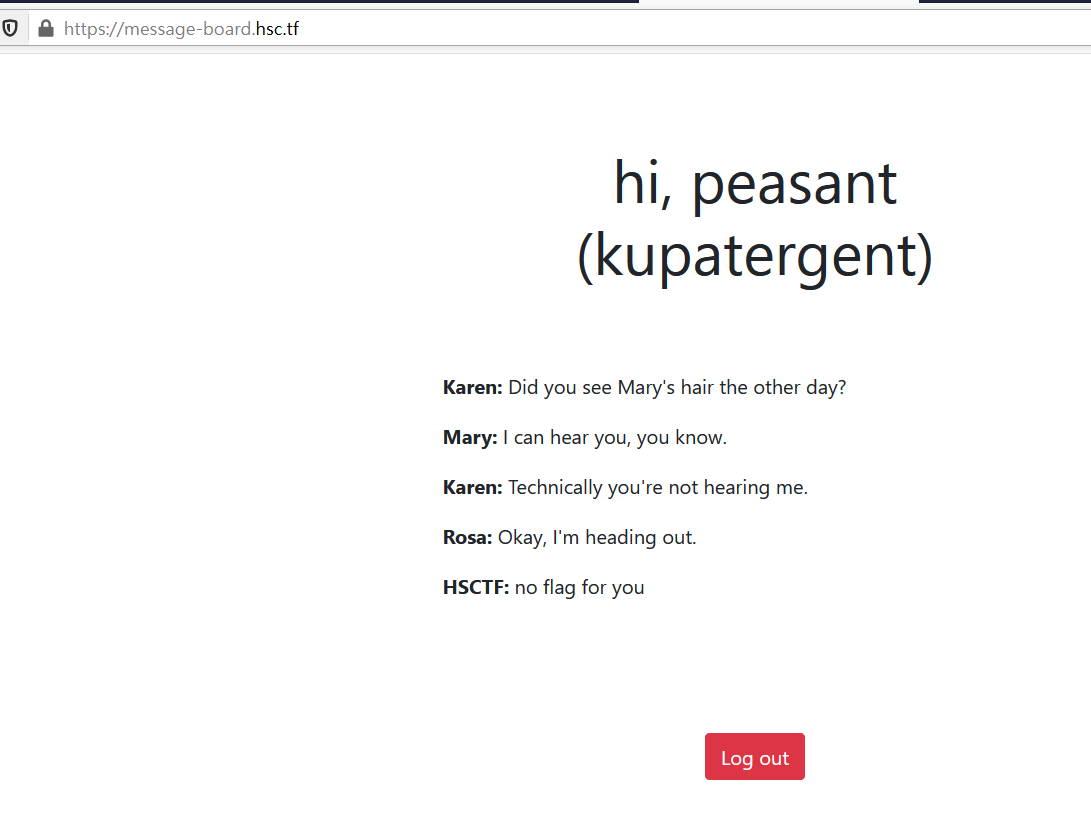 https://message-board.hsc.tf
hi, peasant
(kupatergent)
Karen: Did you see Mary's hair the other day?
Mary: I can hear you, you know.
Karen: Technically you're not hearing me.
Rosa: Okay, I'm heading out.
HSCTF: no flag for you
Log out